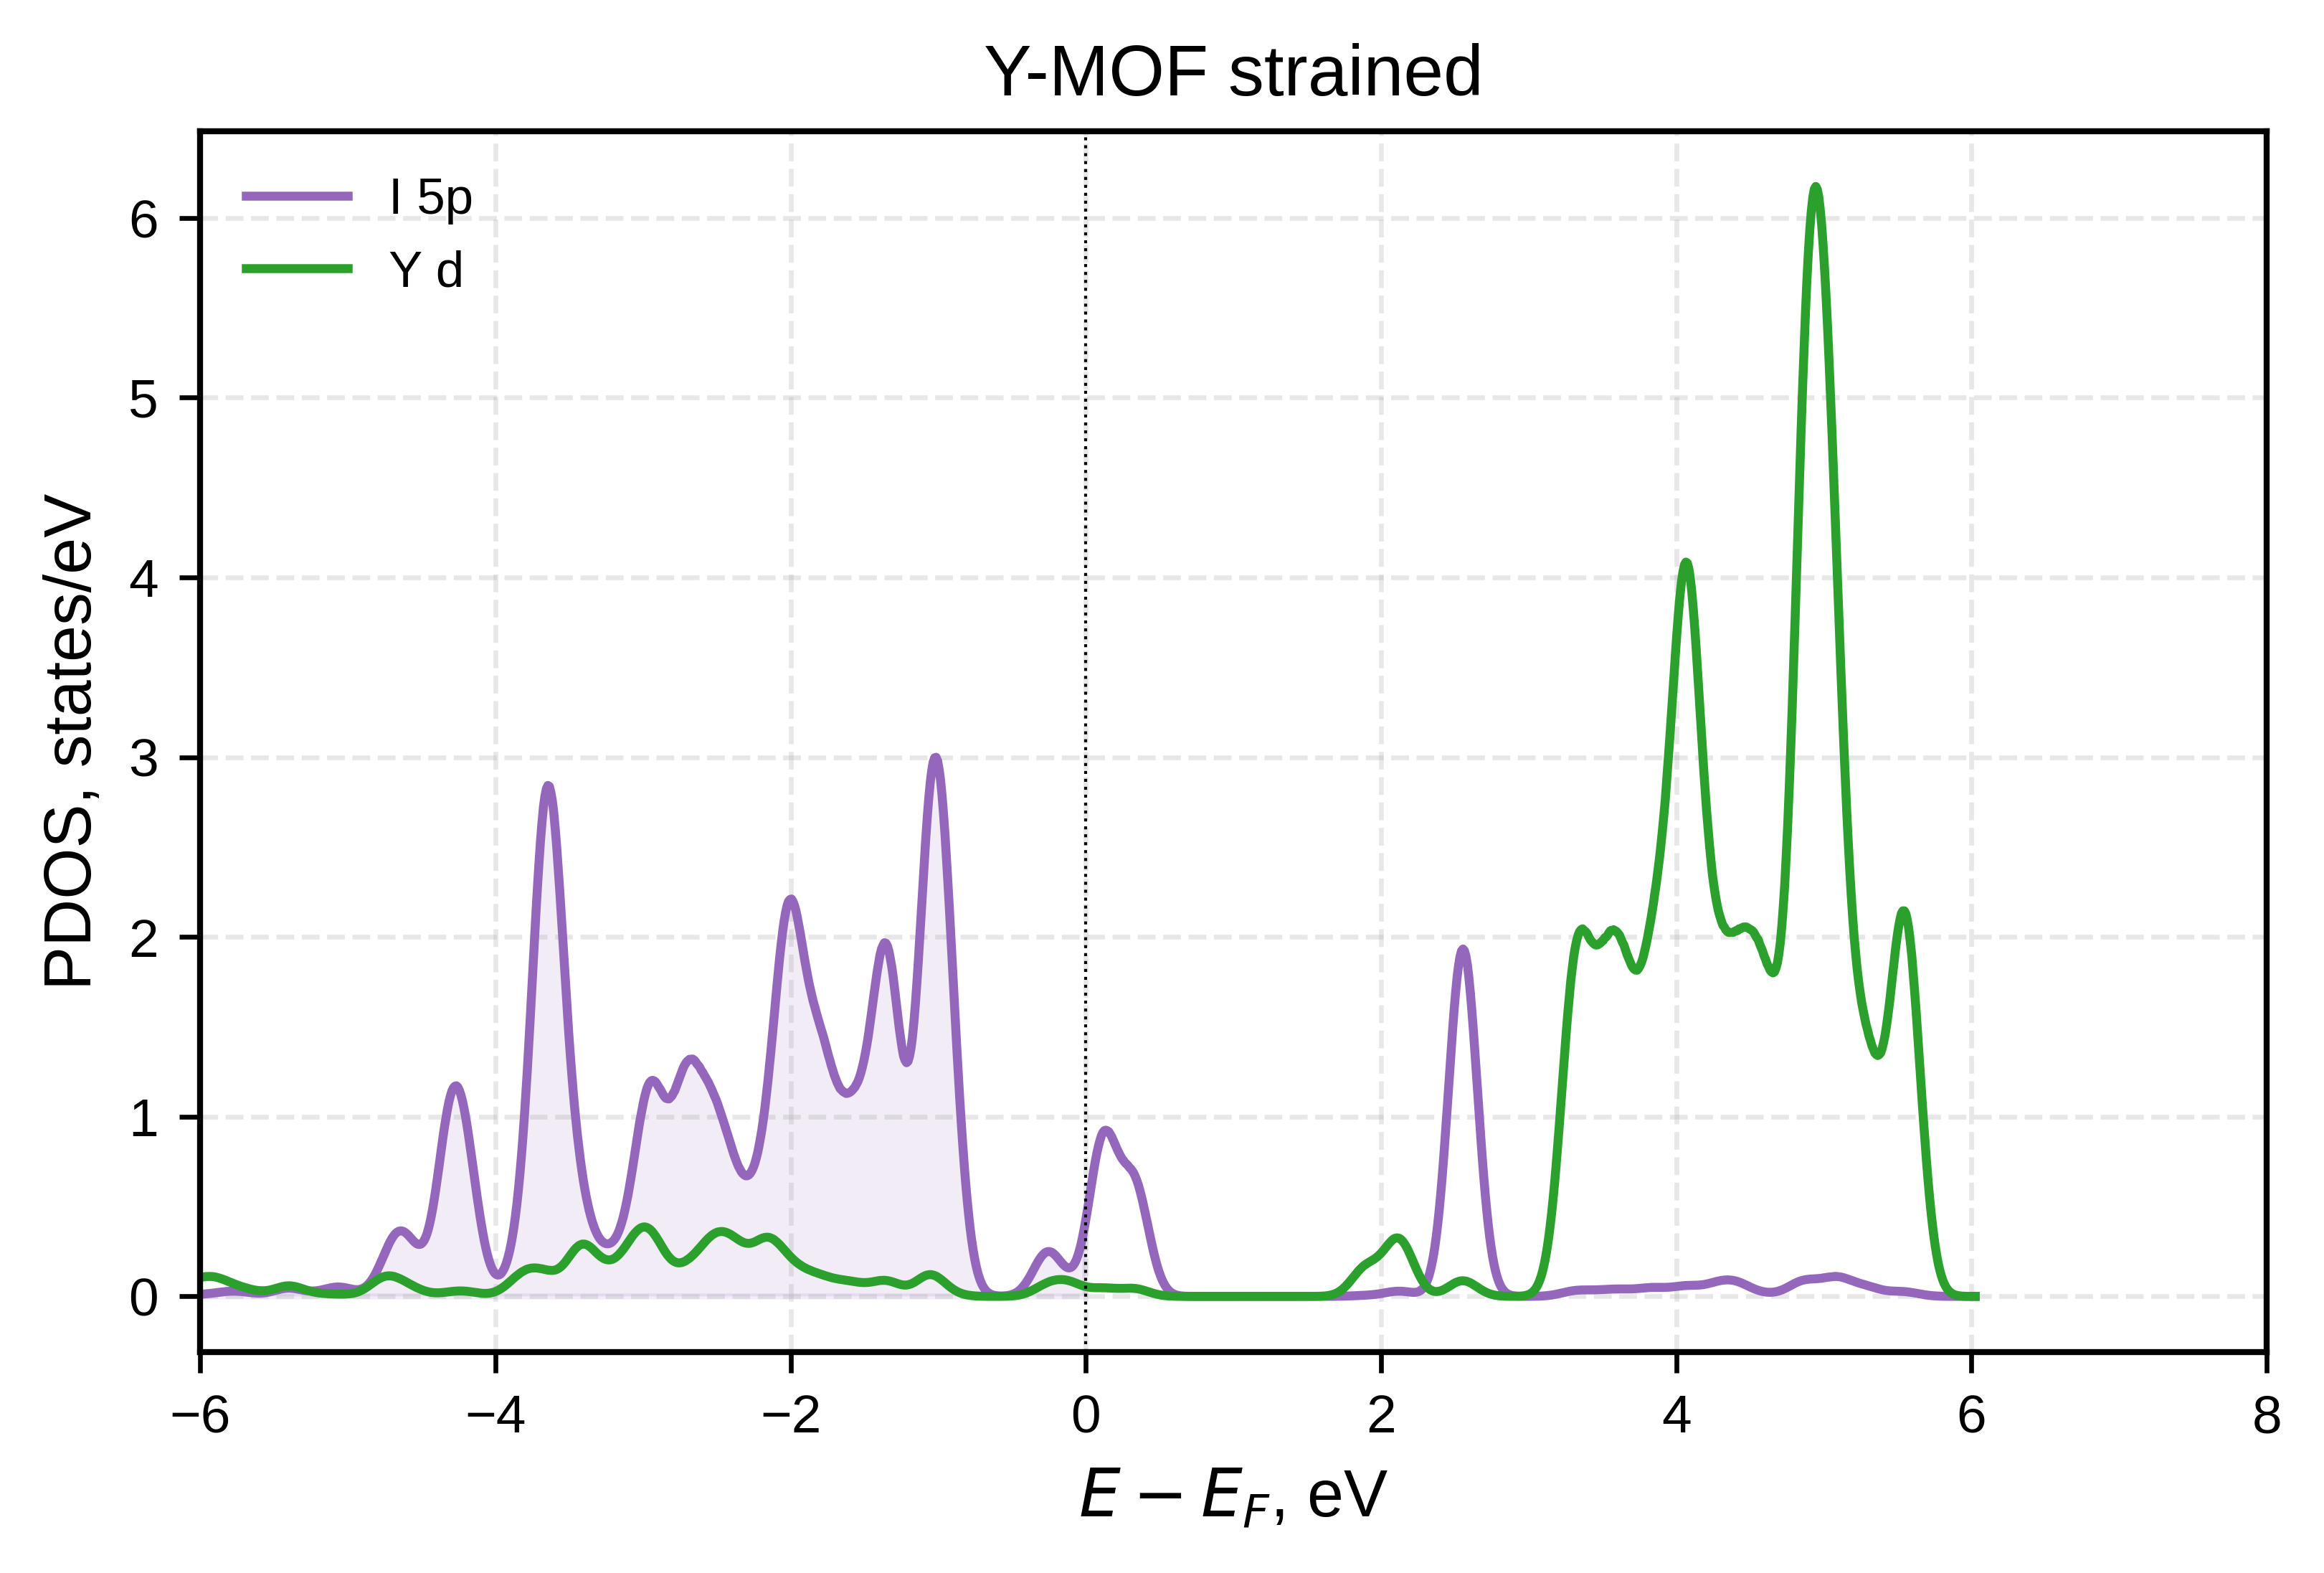 Y-MOF strained
I 5p
Y d
PDOS, states/eV
6
5
4
3
2
1
0
−6 −4 −2 0 2 4 6 8
E − E_F, eV